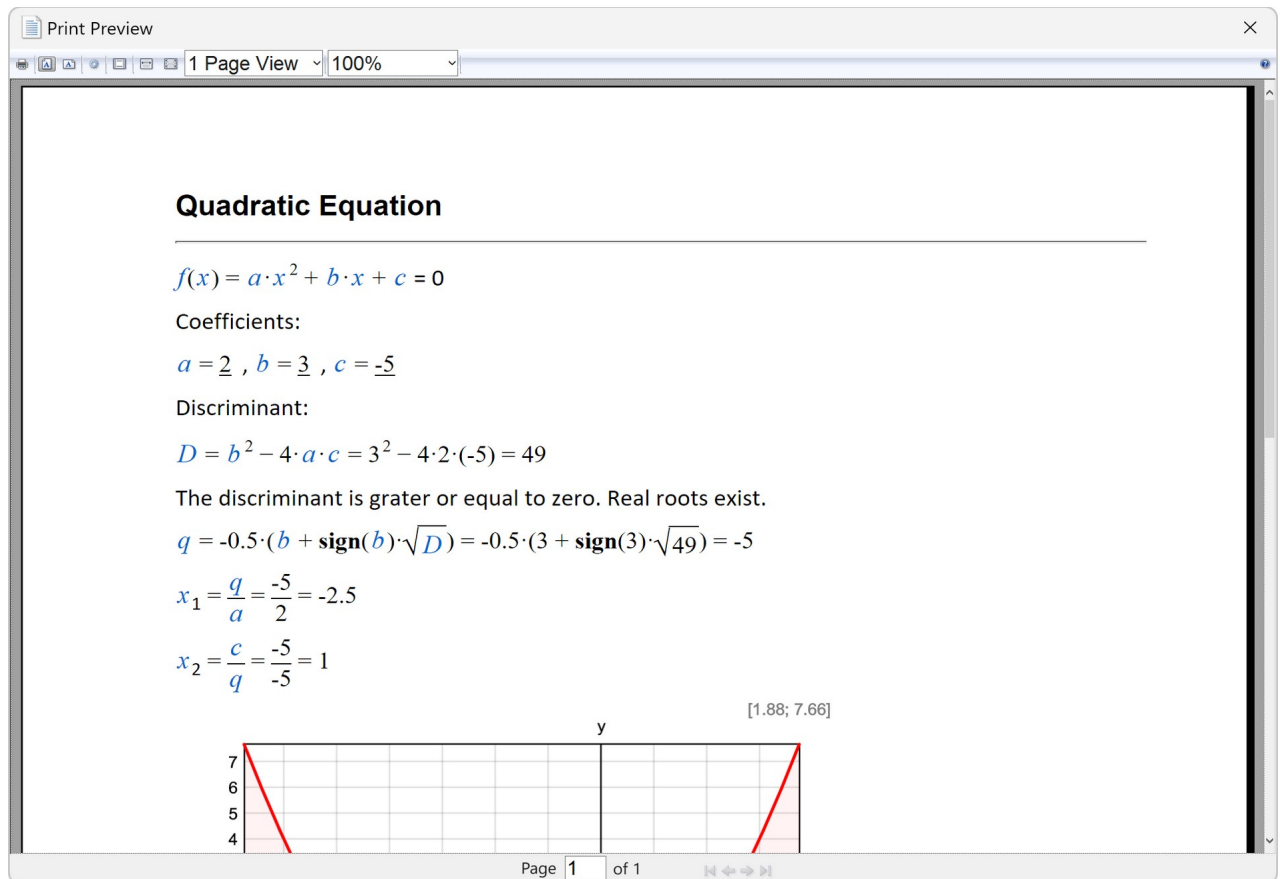 Print Preview
1 Page View 100%
Quadratic Equation
f(x) = a·x² + b·x + c = 0
Coefficients:
a = 2 , b = 3 , c = -5
Discriminant:
D = b² − 4·a·c = 3² − 4·2·(-5) = 49
The discriminant is grater or equal to zero. Real roots exist.
q = -0.5·(b + sign(b)·√D) = -0.5·(3 + sign(3)·√49) = -5
x₁ = q/a = -5/2 = -2.5
x₂ = c/q = -5/-5 = 1
[1.88; 7.66]
y
7
6
5
4
Page 1 of 1